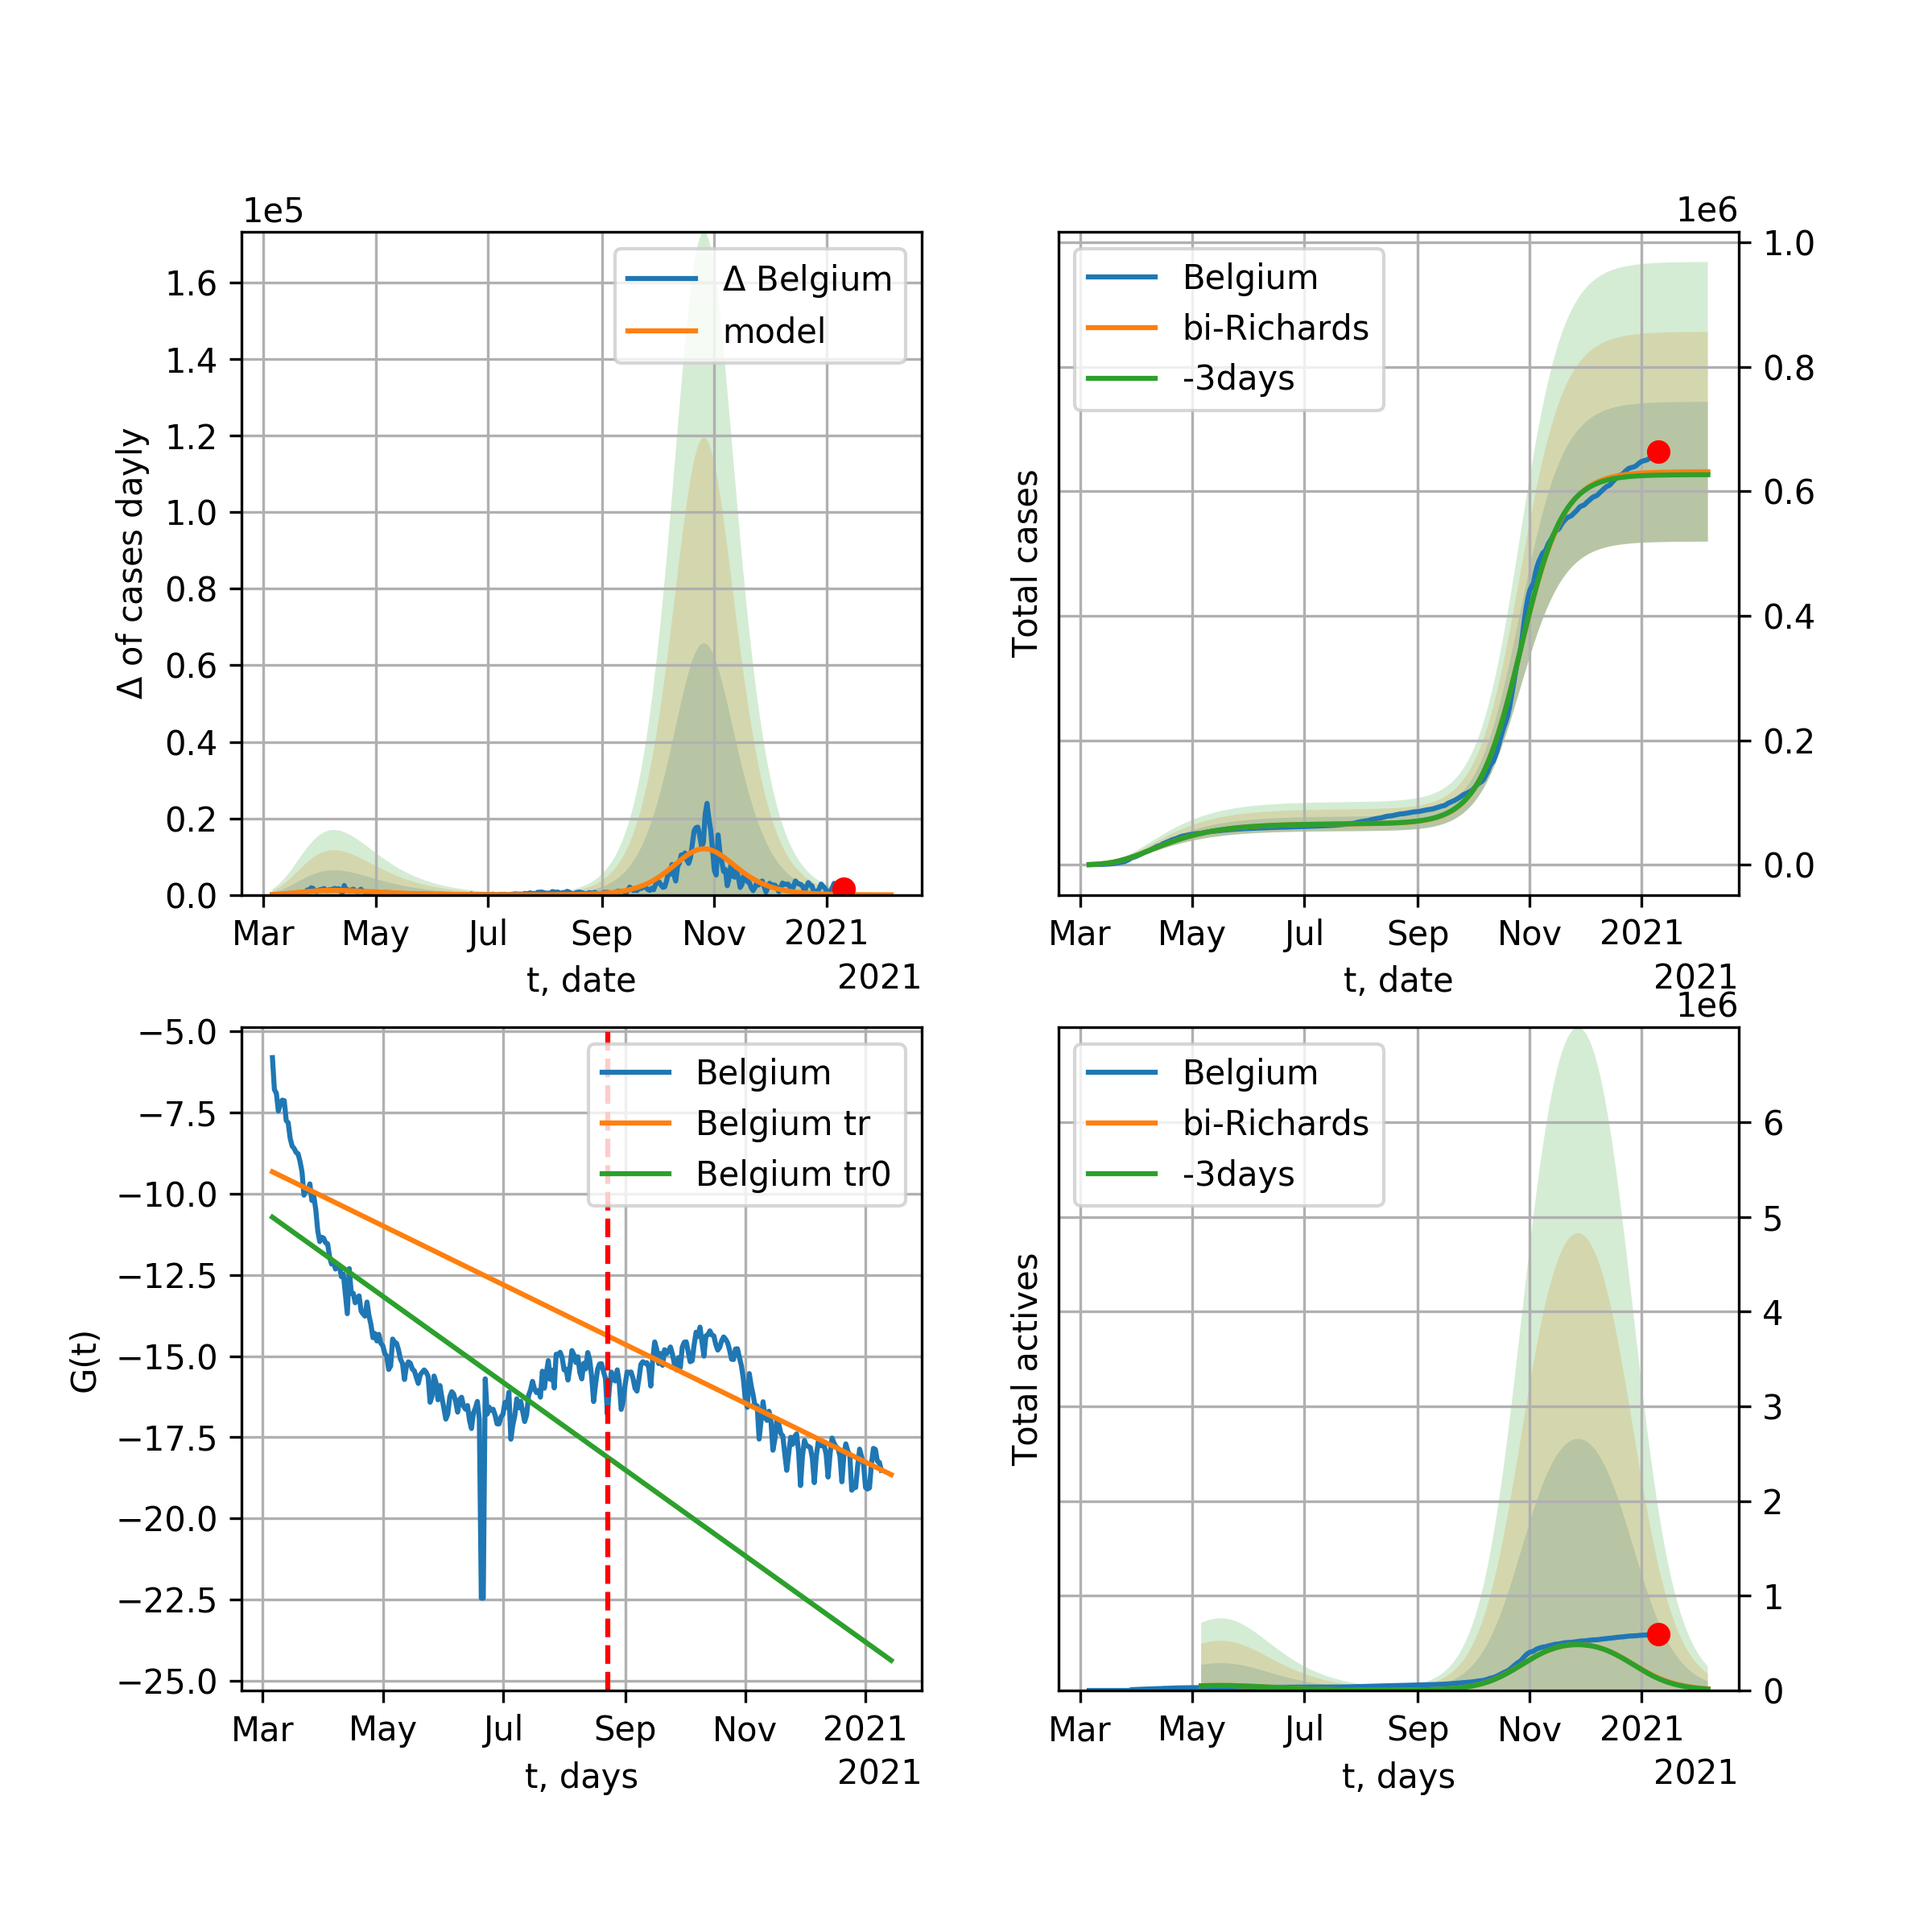 1e5
1.6
1.4
1.2
1.0
0.8
0.6
0.4
0.2
0.0
Δ of cases dayly
Δ Belgium
model
Mar May Jul Sep Nov 2021
t, date
2021
1e6
1.0
0.8
0.6
0.4
0.2
0.0
Total cases
Belgium
bi-Richards
-3days
Mar May Jul Sep Nov 2021
t, date
2021
−5.0
−7.5
−10.0
−12.5
−15.0
−17.5
−20.0
−22.5
−25.0
G(t)
Belgium
Belgium tr
Belgium tr0
Mar May Jul Sep Nov 2021
t, days
2021
1e6
6
5
4
3
2
1
0
Total actives
Belgium
bi-Richards
-3days
Mar May Jul Sep Nov 2021
t, days
2021